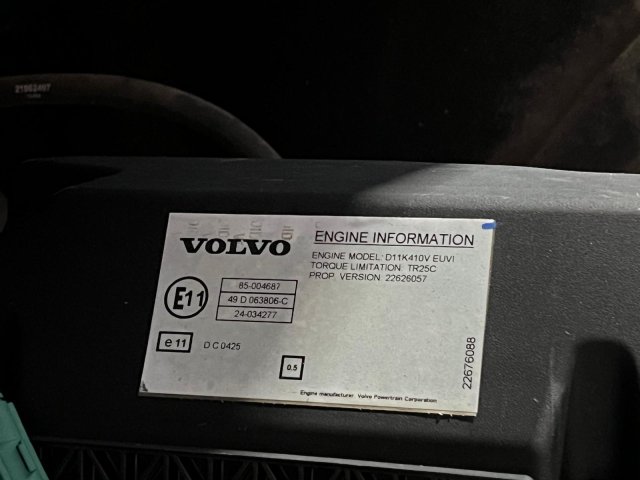 21062407
VOLVO
ENGINE INFORMATION
ENGINE MODEL: D11K410V EUVI
TORQUE LIMITATION: TR25C
PROP. VERSION: 22626057
E11
85-004687
49 D 063806-C
24-034277
e 11
D C 0425
0.5
22676088
Engine manufacturer: Volvo Powertrain Corporation